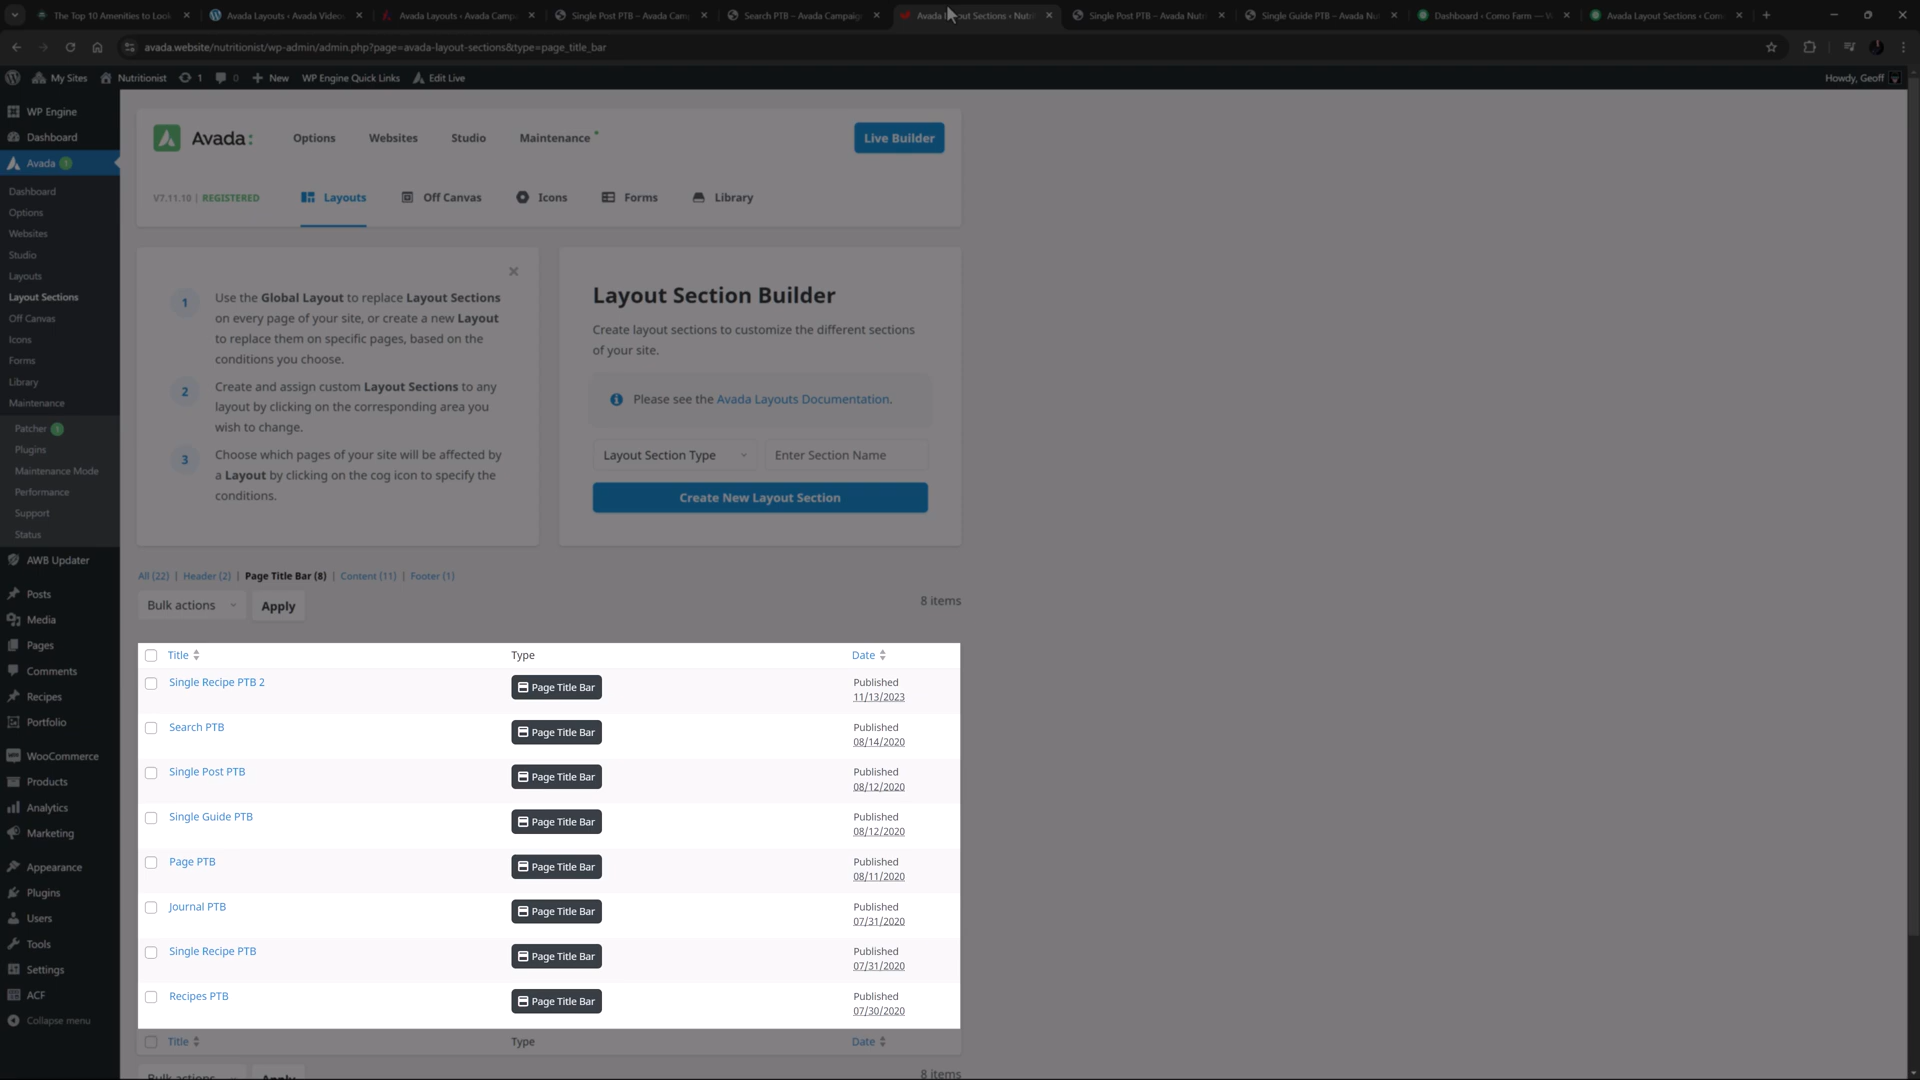 The Top 10 Amenities to Look
Avada Layouts ‹ Avada Video
Avada Layouts ‹ Avada Camp
Single Post PTB – Avada Cam
Search PTB – Avada Campaig
Avada Layout Sections ‹ Nutri
Single Post PTB – Avada Nutr
Single Guide PTB – Avada Nu
Dashboard ‹ Como Farm — W
Avada Layout Sections ‹ Com
avada.website/nutritionist/wp-admin/admin.php?page=avada-layout-sections&type=page_title_bar
My Sites
Nutritionist
1
0
New
WP Engine Quick Links
Edit Live
Howdy, Geoff
WP Engine
Dashboard
Avada 1
Dashboard
Options
Websites
Studio
Layouts
Layout Sections
Off Canvas
Icons
Forms
Library
Maintenance
Patcher 1
Plugins
Maintenance Mode
Performance
Support
Status
AWB Updater
Posts
Media
Pages
Comments
Recipes
Portfolio
WooCommerce
Products
Analytics
Marketing
Appearance
Plugins
Users
Tools
Settings
ACF
Collapse menu
Avada:
Options
Websites
Studio
Maintenance
Live Builder
V7.11.10 | REGISTERED
Layouts
Off Canvas
Icons
Forms
Library
1
Use the Global Layout to replace Layout Sections
on every page of your site, or create a new Layout
to replace them on specific pages, based on the
conditions you choose.
2
Create and assign custom Layout Sections to any
layout by clicking on the corresponding area you
wish to change.
3
Choose which pages of your site will be affected by
a Layout by clicking on the cog icon to specify the
conditions.
Layout Section Builder
Create layout sections to customize the different sections
of your site.
Please see the Avada Layouts Documentation.
Layout Section Type
Enter Section Name
Create New Layout Section
All (22) | Header (2) | Page Title Bar (8) | Content (11) | Footer (1)
Bulk actions
Apply
8 items
Title
Type
Date
Single Recipe PTB 2
Page Title Bar
Published
11/13/2023
Search PTB
Page Title Bar
Published
08/14/2020
Single Post PTB
Page Title Bar
Published
08/12/2020
Single Guide PTB
Page Title Bar
Published
08/12/2020
Page PTB
Page Title Bar
Published
08/11/2020
Journal PTB
Page Title Bar
Published
07/31/2020
Single Recipe PTB
Page Title Bar
Published
07/31/2020
Recipes PTB
Page Title Bar
Published
07/30/2020
Title
Type
Date
Bulk actions
Apply
8 items